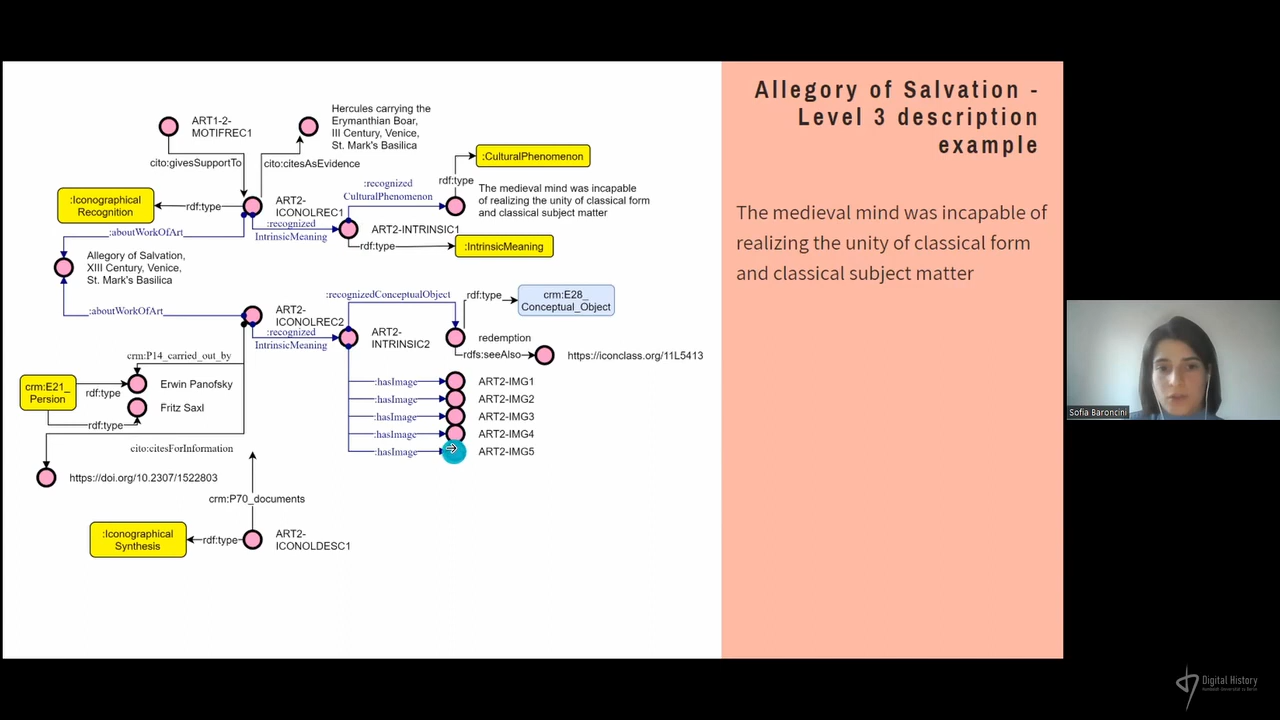 ART1-2-
MOTIFREC1
Hercules carrying the
Erymanthian Boar,
III Century, Venice,
St. Mark's Basilica
cito:givesSupportTo
cito:citesAsEvidence
:CulturalPhenomenon
rdf:type
:recognized
CulturalPhenomenon
The medieval mind was incapable
of realizing the unity of classical form
and classical subject matter
:Iconographical
Recognition
rdf:type
ART2-
ICONOLREC1
:recognized
IntrinsicMeaning
ART2-INTRINSIC1
rdf:type
:IntrinsicMeaning
:aboutWorkOfArt
Allegory of Salvation,
XIII Century, Venice,
St. Mark's Basilica
:aboutWorkOfArt
ART2-
ICONOLREC2
:recognized
IntrinsicMeaning
:recognizedConceptualObject
rdf:type
crm:E28_
Conceptual_Object
ART2-
INTRINSIC2
redemption
rdfs:seeAlso
https://iconclass.org/11L5413
crm:P14_carried_out_by
crm:E21_
Persion
rdf:type
Erwin Panofsky
Fritz Saxl
rdf:type
:hasImage
ART2-IMG1
:hasImage
ART2-IMG2
:hasImage
ART2-IMG3
:hasImage
ART2-IMG4
:hasImage
ART2-IMG5
cito:citesForInformation
https://doi.org/10.2307/1522803
crm:P70_documents
:Iconographical
Synthesis
rdf:type
ART2-
ICONOLDESC1
Allegory of Salvation -
Level 3 description
example
The medieval mind was incapable of
realizing the unity of classical form
and classical subject matter
Sofia Baroncini
Digital History
Humboldt-Universität zu Berlin